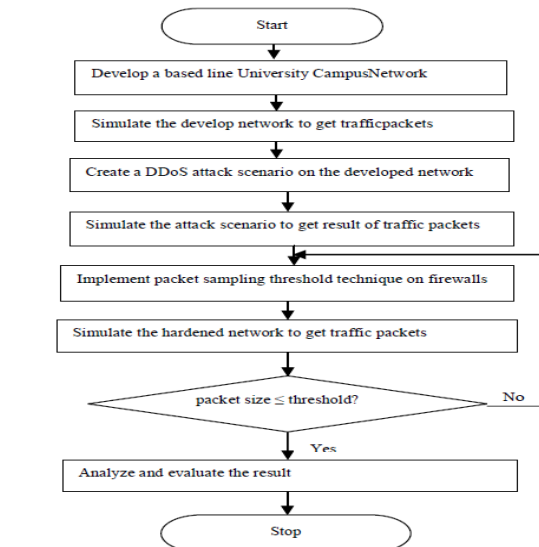 Start
Develop a based line University CampusNetwork
Simulate the develop network to get trafficpackets
Create a DDoS attack scenario on the developed network
Simulate the attack scenario to get result of traffic packets
Implement packet sampling threshold technique on firewalls
Simulate the hardened network to get traffic packets
packet size ≤ threshold?
No
Yes
Analyze and evaluate the result
Stop